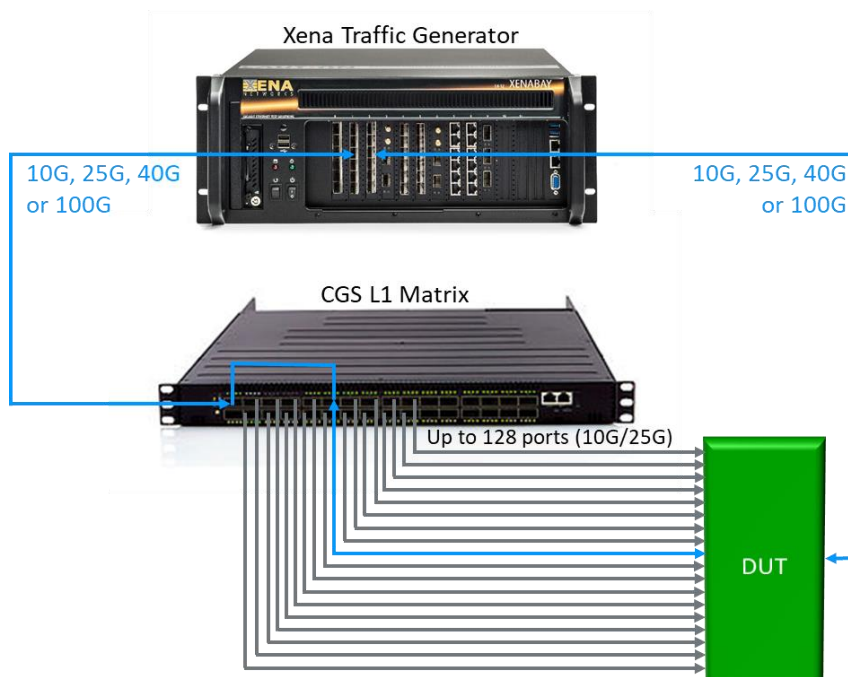 Xena Traffic Generator
XENA
NETWORKS
XENABAY
10G, 25G, 40G
or 100G
10G, 25G, 40G
or 100G
CGS L1 Matrix
Up to 128 ports (10G/25G)
DUT